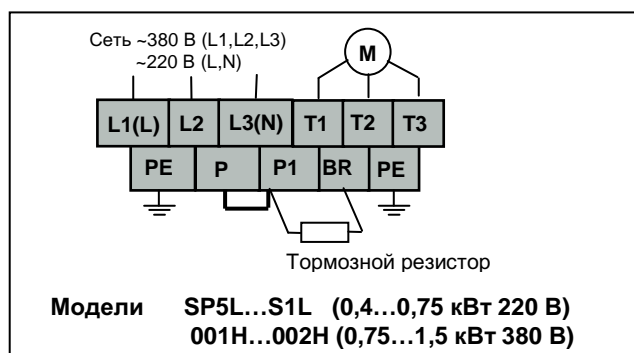 Сеть ~380 В (L1,L2,L3)
~220 В (L,N)
M
L1(L) L2 L3(N) T1 T2 T3
PE P P1 BR PE
Тормозной резистор
Модели SP5L...S1L (0,4...0,75 кВт 220 В)
001H...002H (0,75...1,5 кВт 380 В)